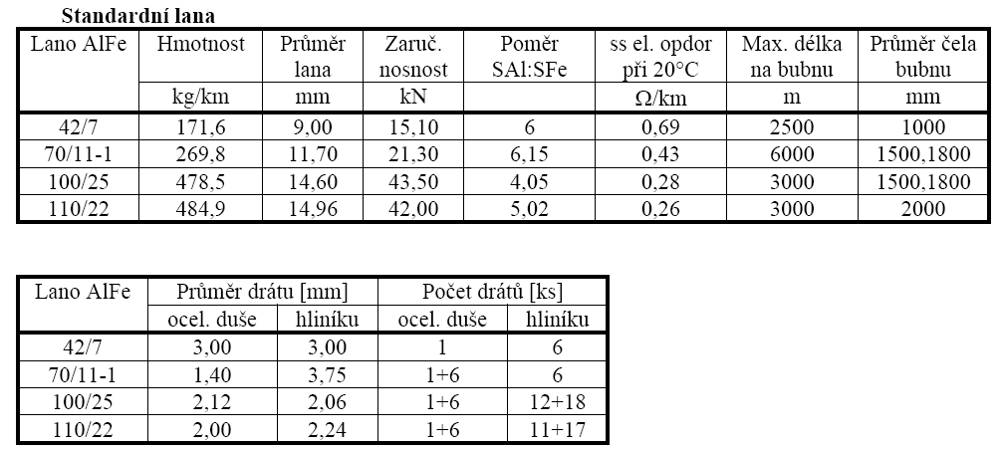 Standardní lana
Lano AlFe Hmotnost Průměr Zaruč. Poměr ss el. opdor Max. délka Průměr čela
lana nosnost SAl:SFe při 20°C na bubnu bubnu
kg/km mm kN Ω/km m mm
42/7 171,6 9,00 15,10 6 0,69 2500 1000
70/11-1 269,8 11,70 21,30 6,15 0,43 6000 1500,1800
100/25 478,5 14,60 43,50 4,05 0,28 3000 1500,1800
110/22 484,9 14,96 42,00 5,02 0,26 3000 2000
Lano AlFe Průměr drátu [mm] Počet drátů [ks]
ocel. duše hliníku ocel. duše hliníku
42/7 3,00 3,00 1 6
70/11-1 1,40 3,75 1+6 6
100/25 2,12 2,06 1+6 12+18
110/22 2,00 2,24 1+6 11+17